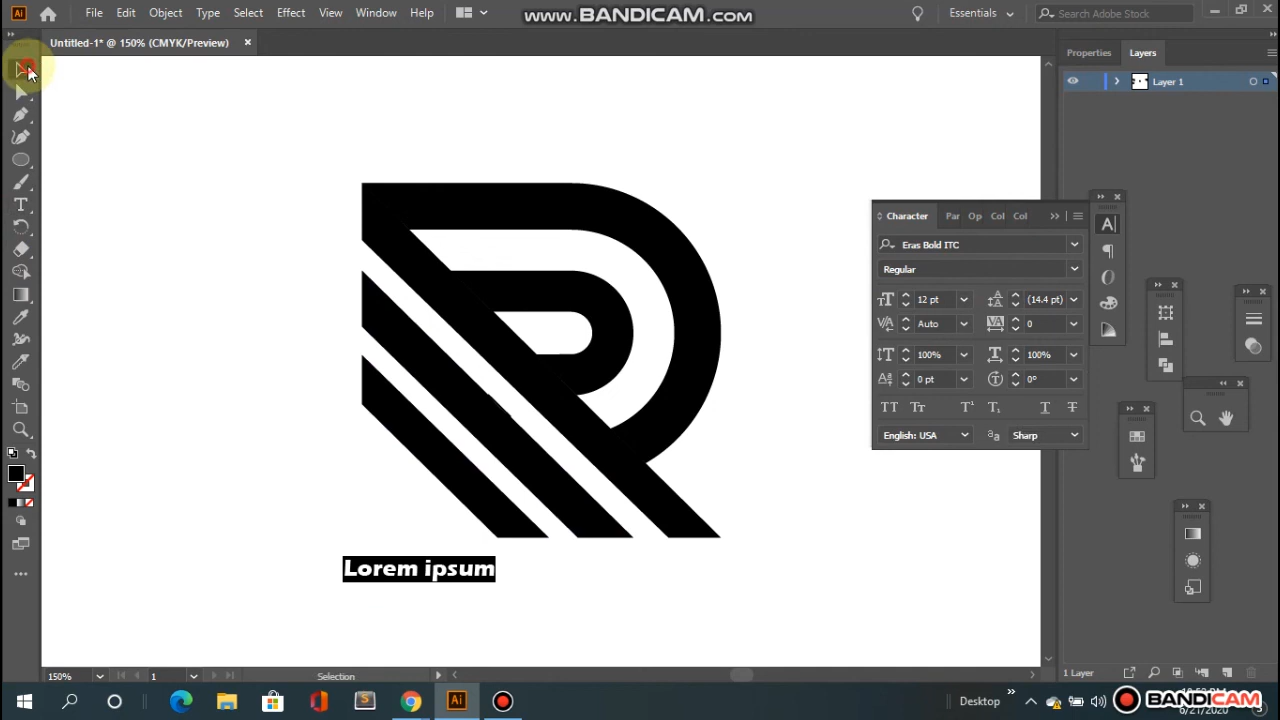 File Edit Object Type Select Effect View Window Help
www.BANDICAM.com
Essentials
Search Adobe Stock
Untitled-1* @ 150% (CMYK/Preview)
Properties Layers
Layer 1
Character Par Op Col Col
Eras Bold ITC
Regular
12 pt (14.4 pt)
Auto 0
100% 100%
0 pt 0°
English: USA Sharp
Lorem ipsum
150% 1 Selection
1 Layer
Desktop
BANDICAM
6/21/2020